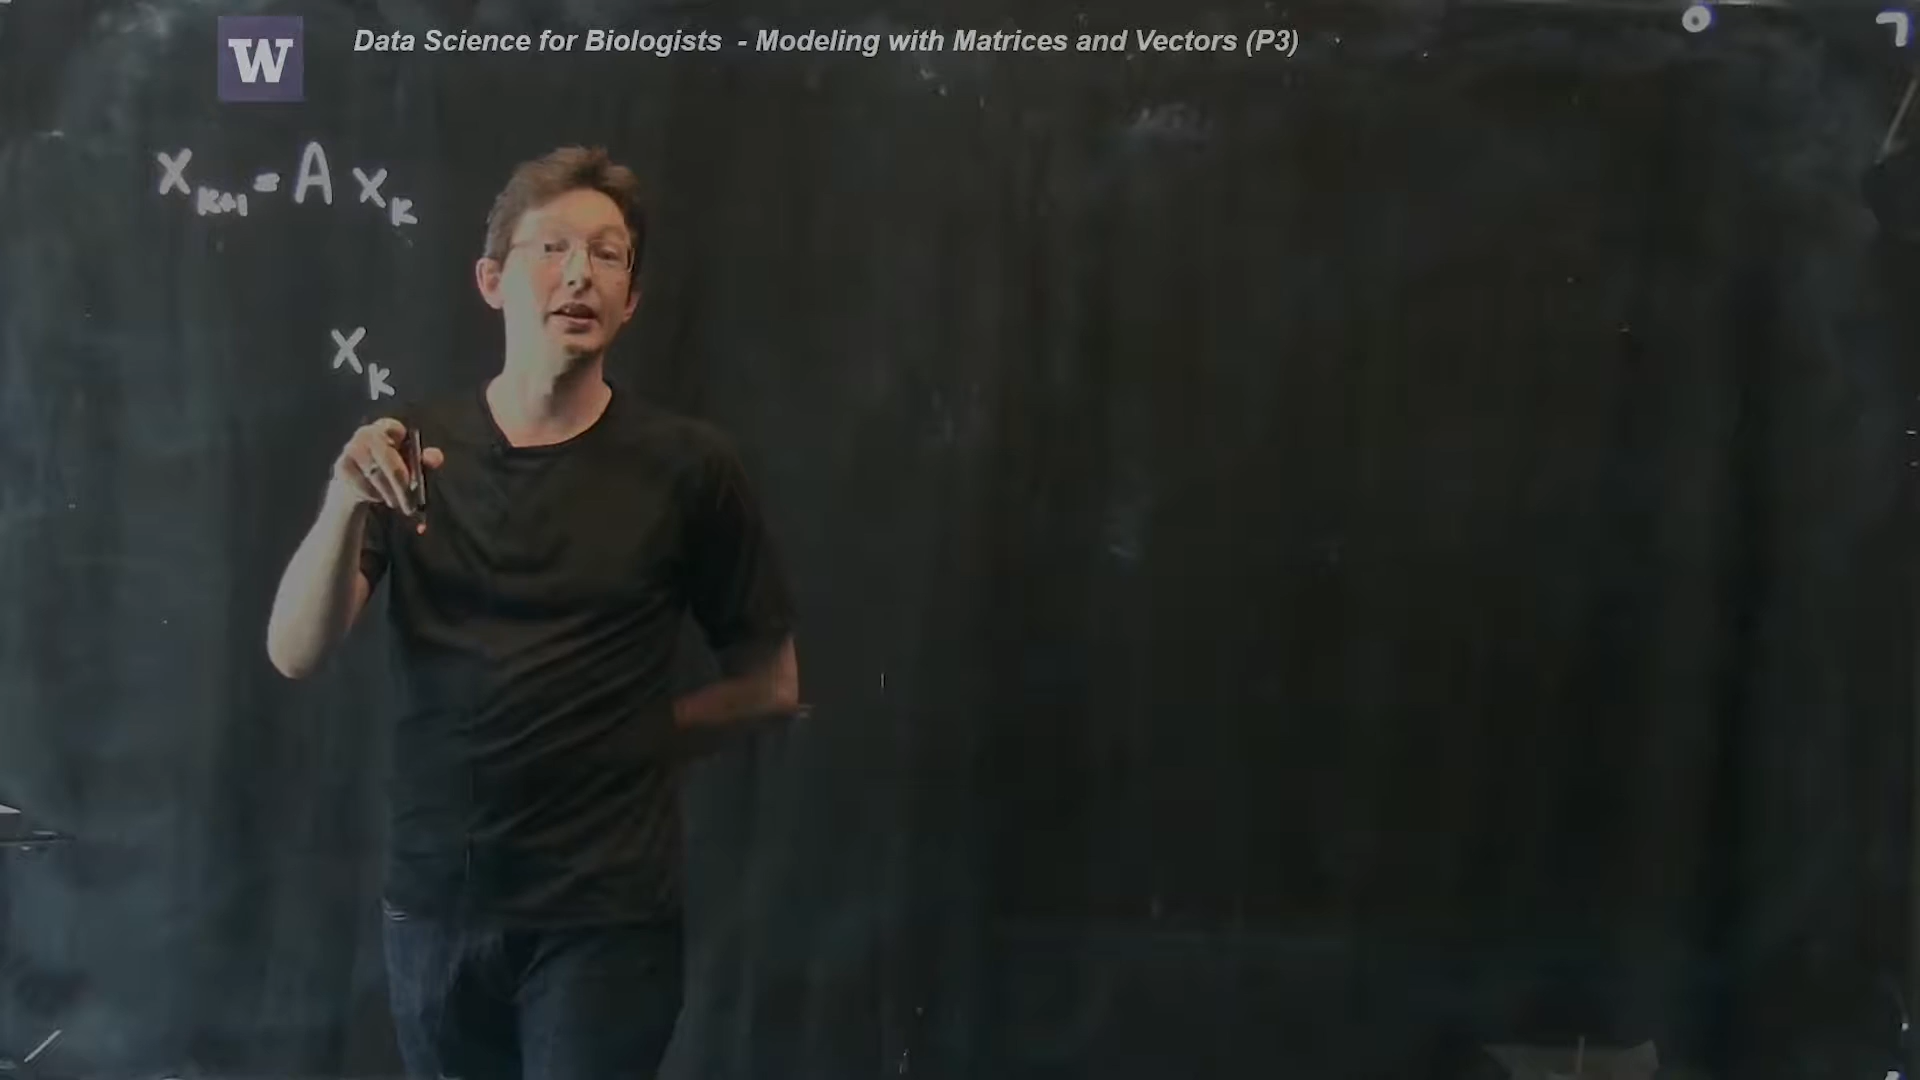 W
Data Science for Biologists - Modeling with Matrices and Vectors (P3)
X_{k+1} = A X_k
X_k